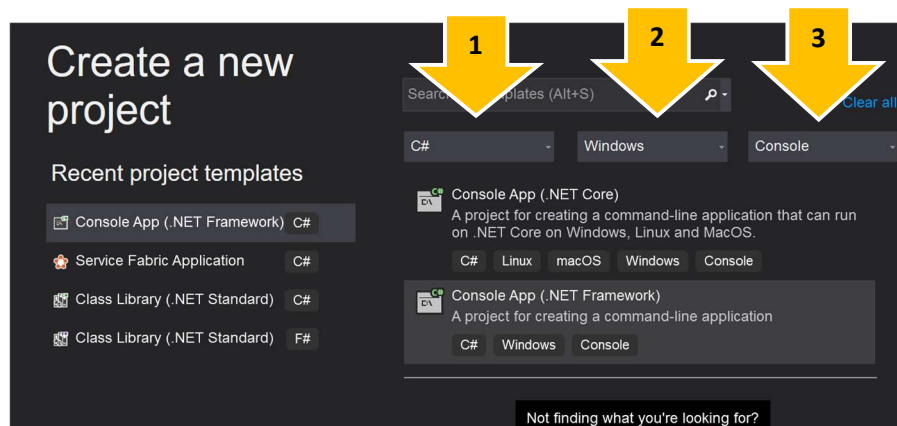 1
2
3
Create a new
project
Search plates (Alt+S)
Clear all
C#
Windows
Console
Recent project templates
Console App (.NET Framework) C#
Service Fabric Application C#
Class Library (.NET Standard) C#
Class Library (.NET Standard) F#
Console App (.NET Core)
A project for creating a command-line application that can run
on .NET Core on Windows, Linux and MacOS.
C# Linux macOS Windows Console
Console App (.NET Framework)
A project for creating a command-line application
C# Windows Console
Not finding what you're looking for?